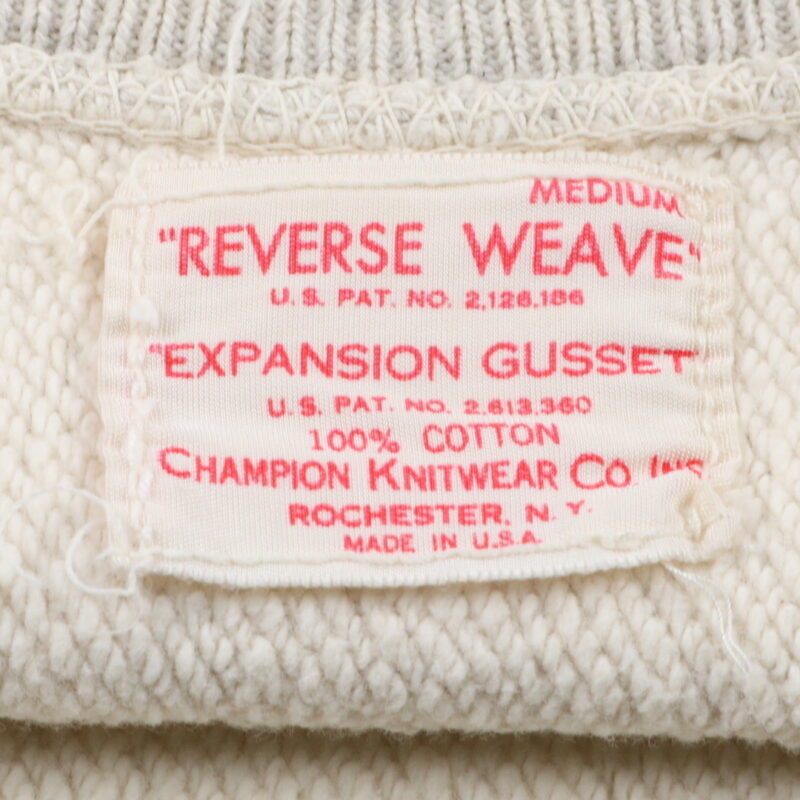 MEDIUM
"REVERSE WEAVE"
U.S. PAT. NO. 2,126,186
"EXPANSION GUSSET"
U.S. PAT. NO. 2,613,360
100% COTTON
CHAMPION KNITWEAR CO. INC
ROCHESTER, N.Y.
MADE IN U.S.A.